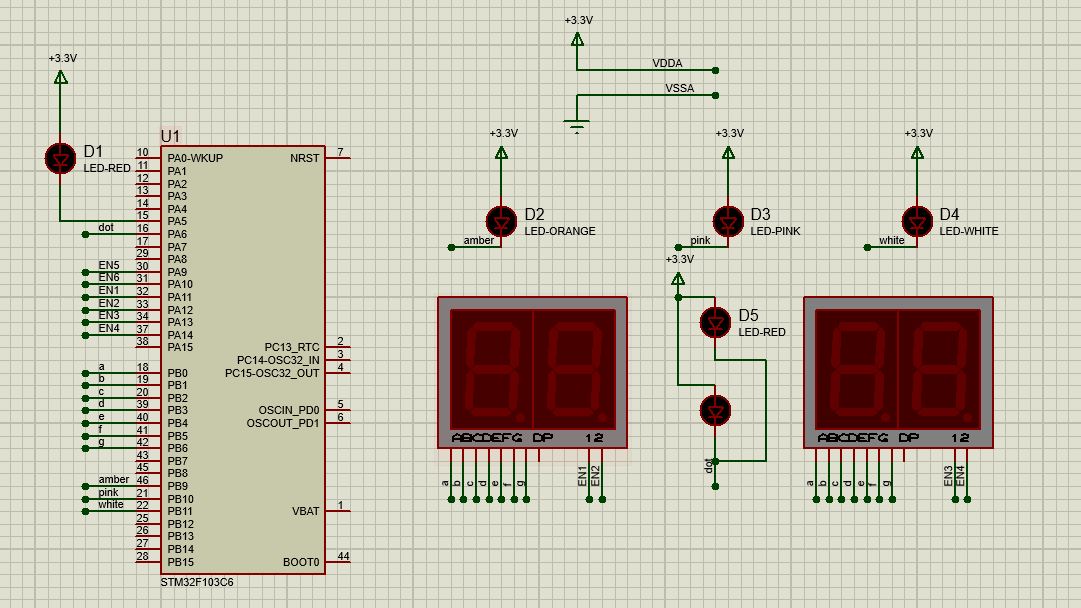 +3.3V
VDDA
VSSA
+3.3V
D1
LED-RED
U1
10 PA0-WKUP
11 PA1
12 PA2
13 PA3
14 PA4
15 PA5
dot 16 PA6
17 PA7
29 PA8
EN5 30 PA9
EN6 31 PA10
EN1 32 PA11
EN2 33 PA12
EN3 34 PA13
EN4 37 PA14
38 PA15
a 18 PB0
b 19 PB1
c 20 PB2
d 39 PB3
e 40 PB4
f 41 PB5
g 42 PB6
43 PB7
45 PB8
amber 46 PB9
pink 21 PB10
white 22 PB11
25 PB12
26 PB13
27 PB14
28 PB15
NRST 7
PC13_RTC 2
PC14-OSC32_IN 3
PC15-OSC32_OUT 4
OSCIN_PD0 5
OSCOUT_PD1 6
VBAT 1
BOOT0 44
STM32F103C6
+3.3V
D2
LED-ORANGE
amber
+3.3V
D3
LED-PINK
pink
+3.3V
D4
LED-WHITE
white
+3.3V
D5
LED-RED
dot
ABCDEFG DP 12
a b c d e f g EN1 EN2
ABCDEFG DP 12
a b c d e f g EN3 EN4